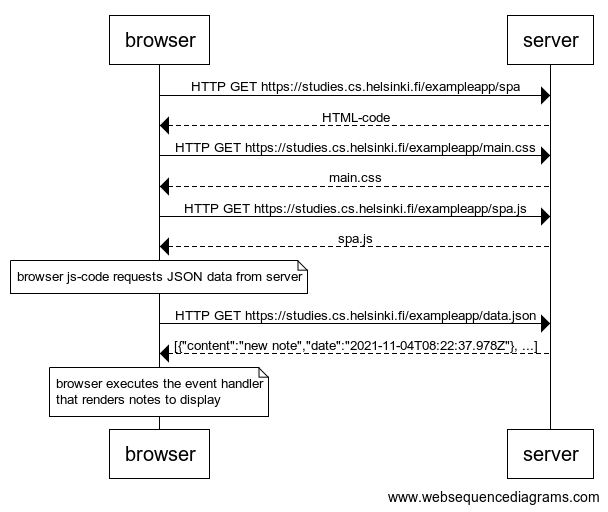 browser
server
HTTP GET https://studies.cs.helsinki.fi/exampleapp/spa
HTML-code
HTTP GET https://studies.cs.helsinki.fi/exampleapp/main.css
main.css
HTTP GET https://studies.cs.helsinki.fi/exampleapp/spa.js
spa.js
browser js-code requests JSON data from server
HTTP GET https://studies.cs.helsinki.fi/exampleapp/data.json
[{"content":"new note","date":"2021-11-04T08:22:37.978Z"}, ...]
browser executes the event handler
that renders notes to display
browser
server
www.websequencediagrams.com